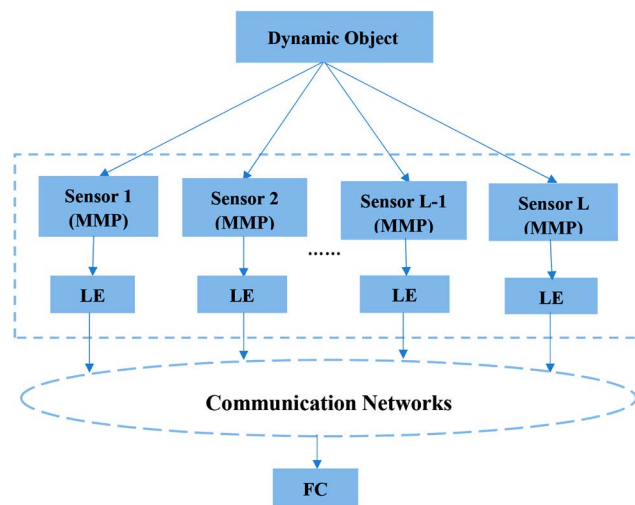 Dynamic Object
Sensor 1
(MMP)
Sensor 2
(MMP)
Sensor L-1
(MMP)
Sensor L
(MMP)
......
LE
LE
LE
LE
Communication Networks
FC